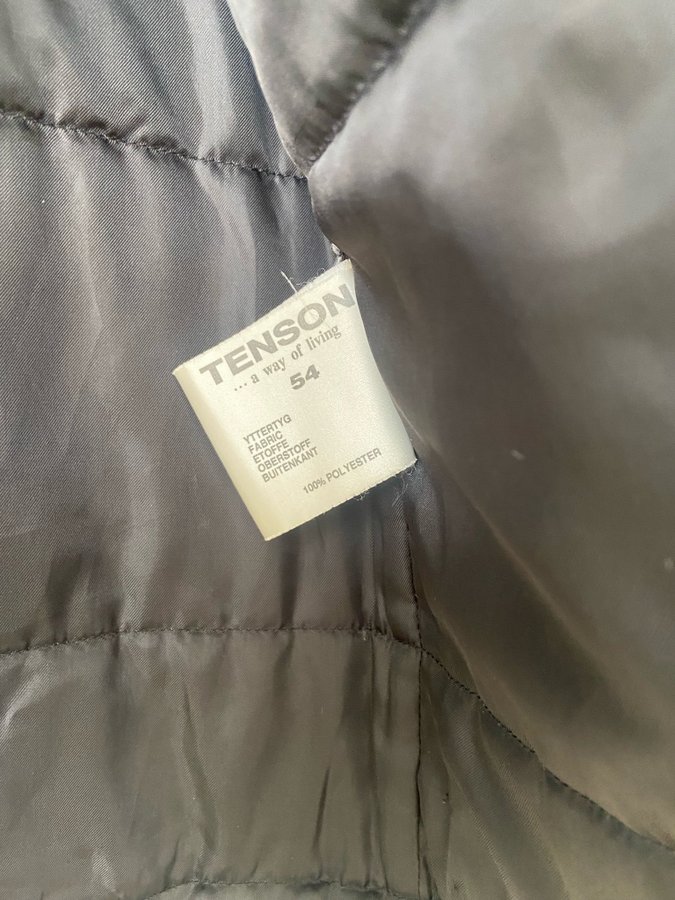 TENSON
... a way of living
54
YTTERTYG
FABRIC
ETOFFE
OBERSTOFF
BUITENKANT
100% POLYESTER